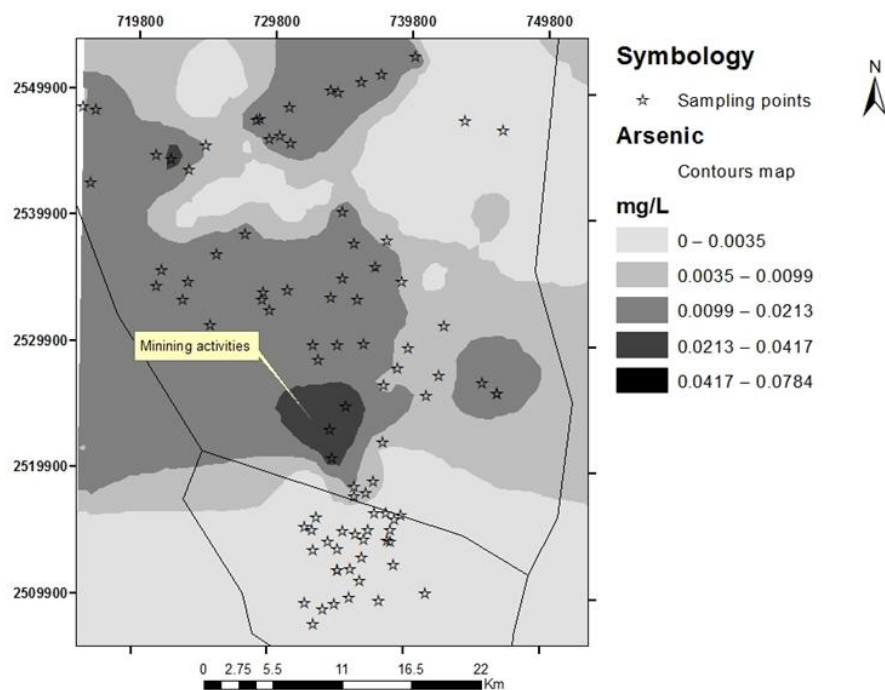 719800 729800 739800 749800
2549900
2539900
2529900
2519900
2509900
Minining activities
0 2.75 5.5 11 16.5 22
Km
Symbology
Sampling points
Arsenic
Contours map
mg/L
0 – 0.0035
0.0035 – 0.0099
0.0099 – 0.0213
0.0213 – 0.0417
0.0417 – 0.0784
N